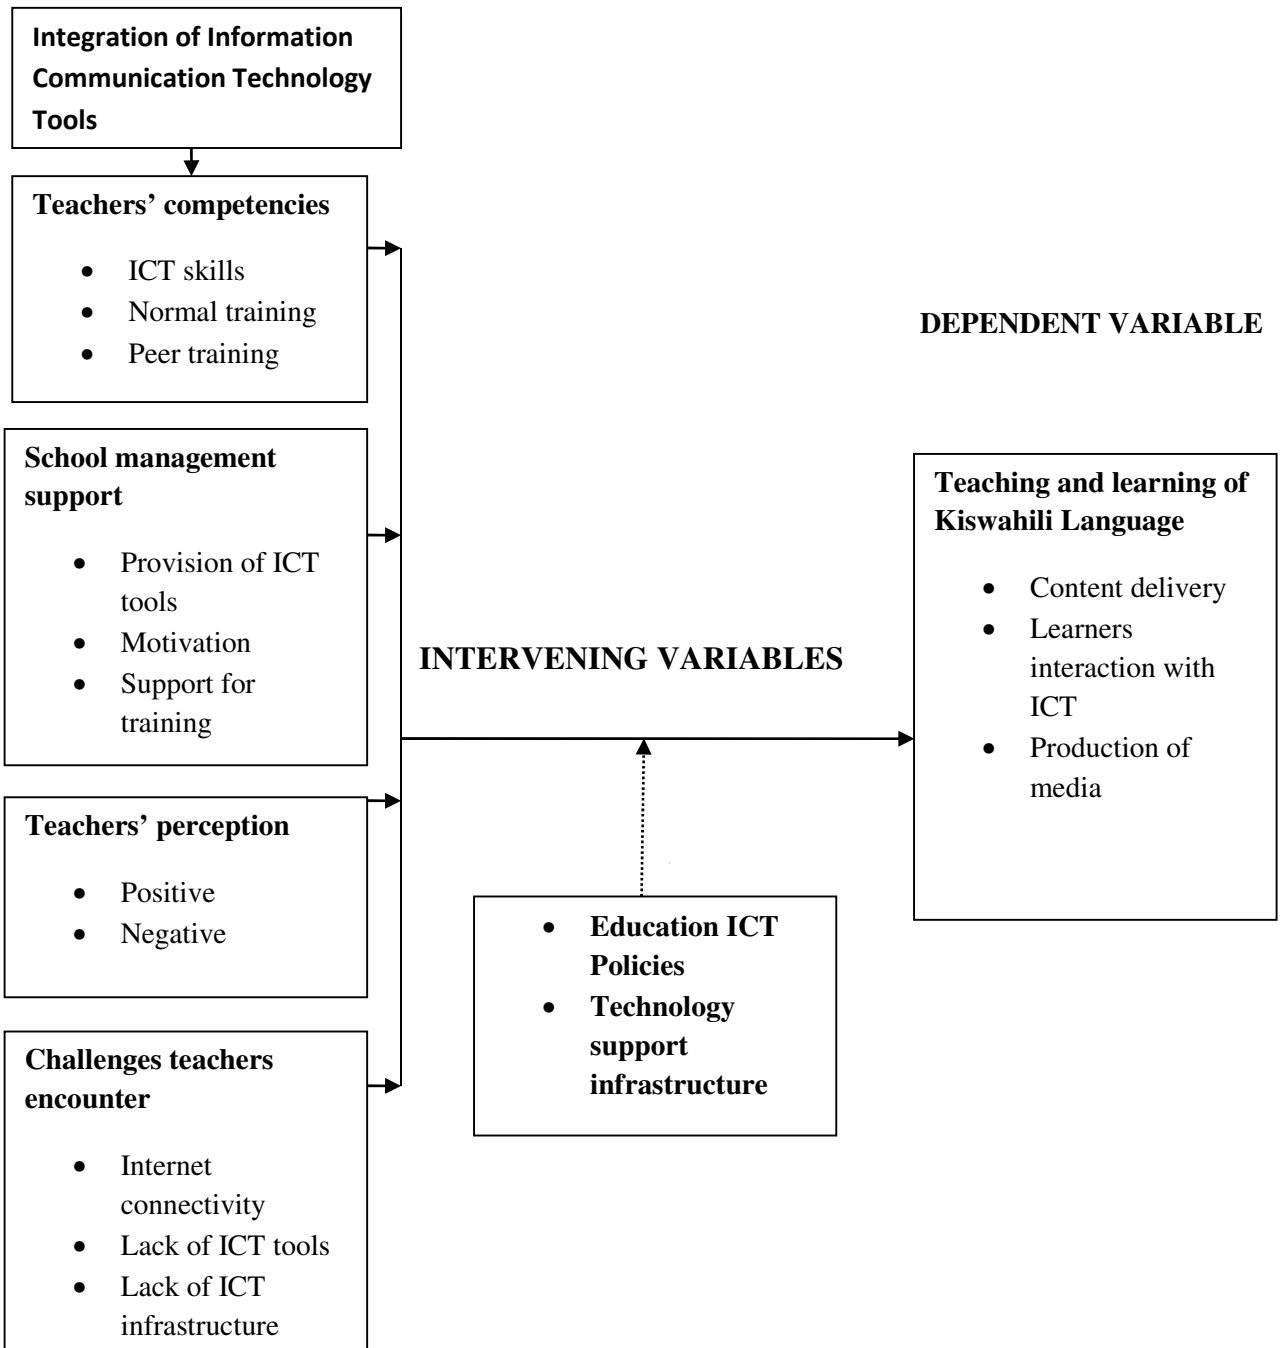 Integration of Information
Communication Technology
Tools
Teachers’ competencies
• ICT skills
• Normal training
• Peer training
School management
support
• Provision of ICT
tools
• Motivation
• Support for
training
Teachers’ perception
• Positive
• Negative
Challenges teachers
encounter
• Internet
connectivity
• Lack of ICT tools
• Lack of ICT
infrastructure
INTERVENING VARIABLES
• Education ICT
Policies
• Technology
support
infrastructure
DEPENDENT VARIABLE
Teaching and learning of
Kiswahili Language
• Content delivery
• Learners
interaction with
ICT
• Production of
media